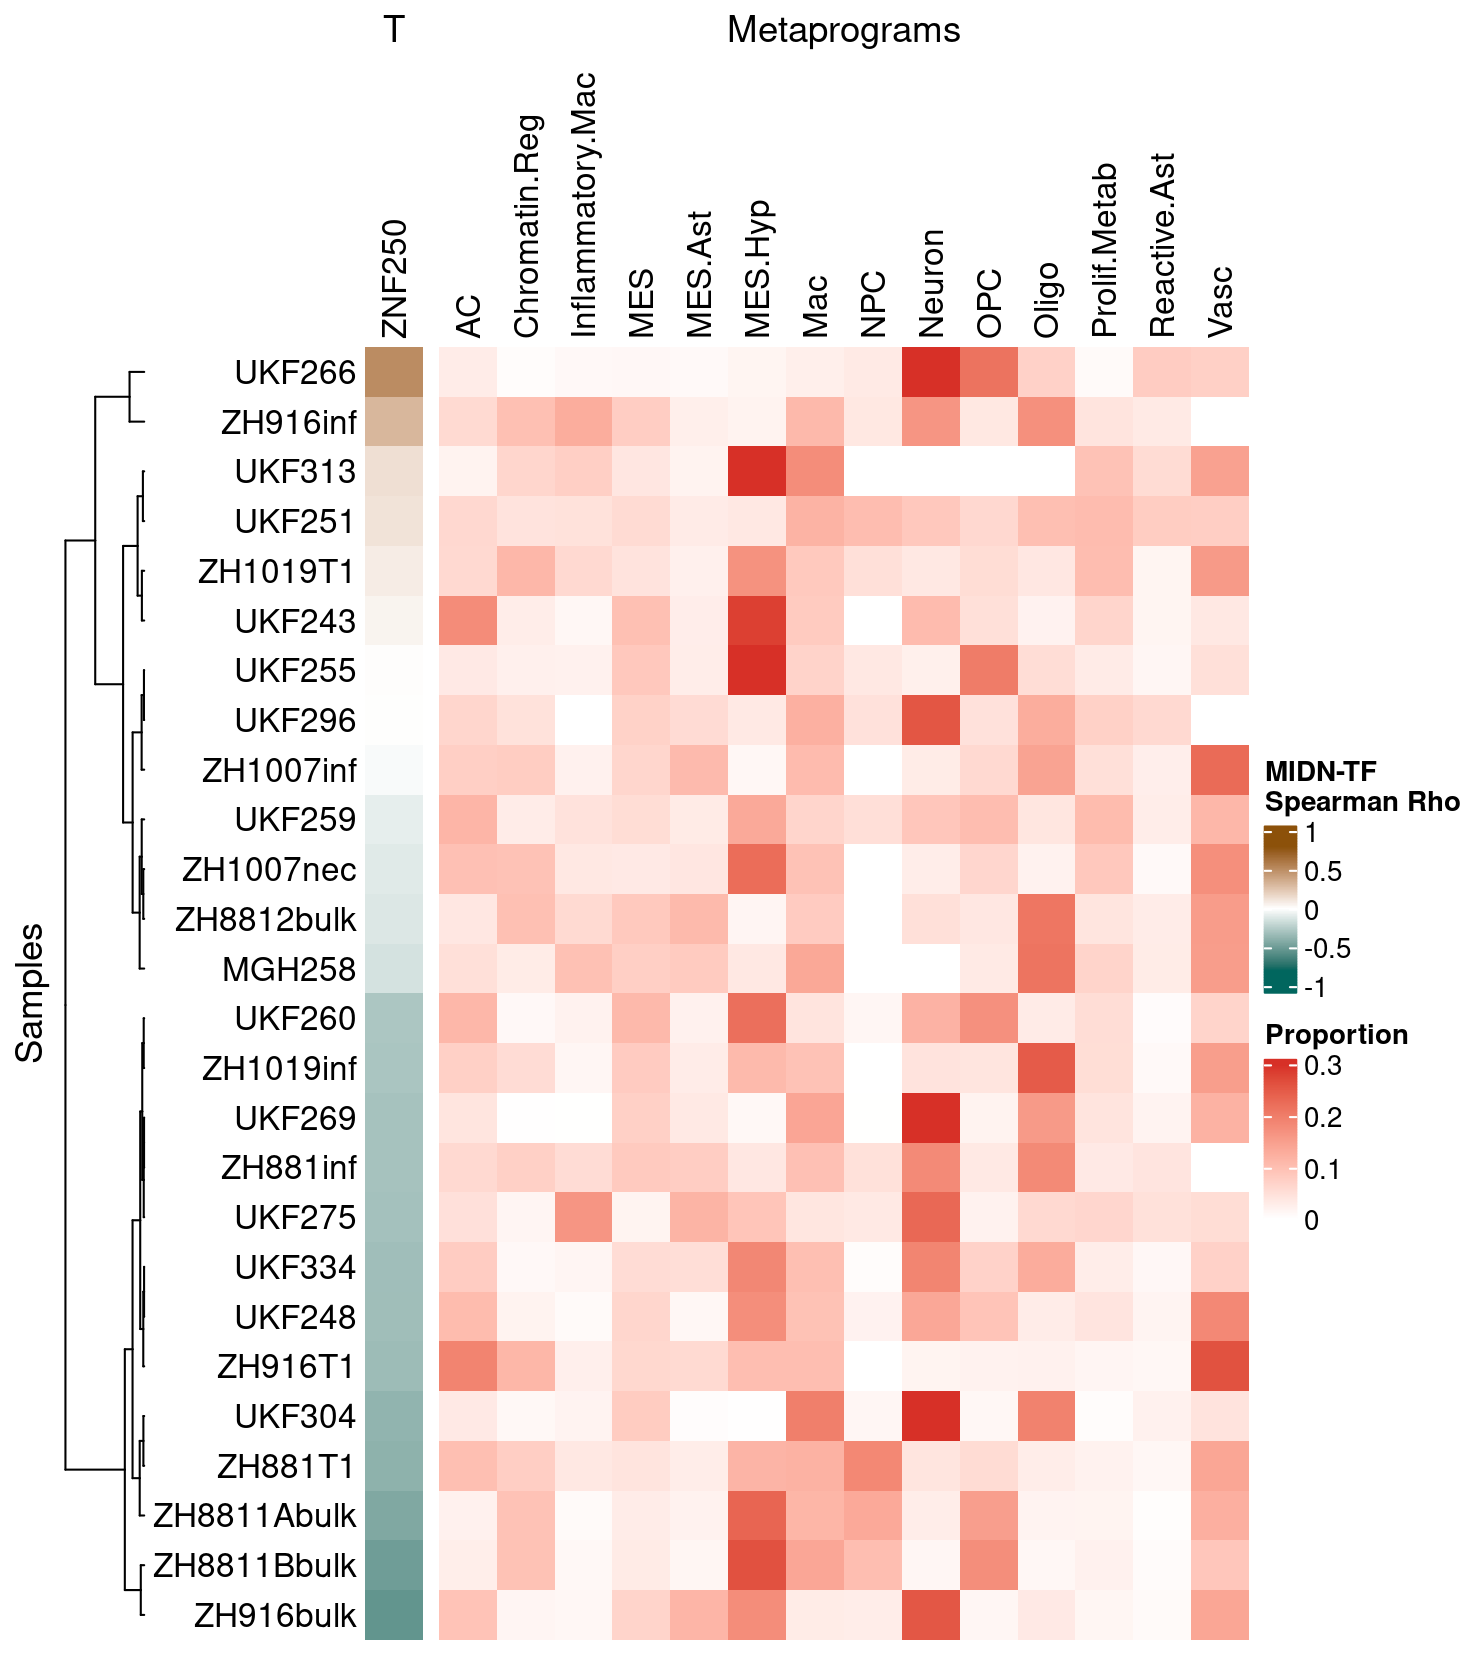 T
Metaprograms
ZNF250
AC
Chromatin.Reg
Inflammatory.Mac
MES
MES.Ast
MES.Hyp
Mac
NPC
Neuron
OPC
Oligo
Prolif.Metab
Reactive.Ast
Vasc
Samples
UKF266
ZH916inf
UKF313
UKF251
ZH1019T1
UKF243
UKF255
UKF296
ZH1007inf
UKF259
ZH1007nec
ZH8812bulk
MGH258
UKF260
ZH1019inf
UKF269
ZH881inf
UKF275
UKF334
UKF248
ZH916T1
UKF304
ZH881T1
ZH8811Abulk
ZH8811Bbulk
ZH916bulk
MIDN-TF
Spearman Rho
1
0.5
0
-0.5
-1
Proportion
0.3
0.2
0.1
0